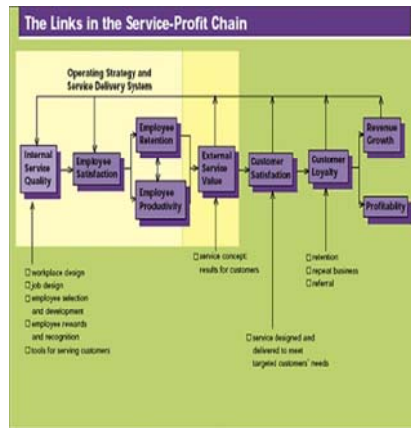 The Links in the Service-Profit Chain
Operating Strategy and
Service Delivery System
Internal
Service
Quality
Employee
Satisfaction
Employee
Retention
Employee
Productivity
External
Service
Value
Customer
Satisfaction
Customer
Loyalty
Revenue
Growth
Profitablity
□ workplace design
□ job design
□ employee selection
and development
□ employee rewards
and recognition
□ tools for serving customers
□ service concept:
results for customers
□ service designed and
delivered to meet
targeted customers' needs
□ retention
□ repeat business
□ referral